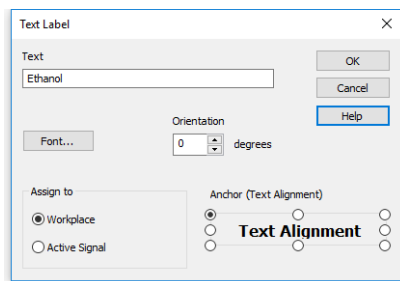 Text Label
Text
OK
Ethanol
Cancel
Help
Orientation
Font...
0
degrees
Assign to
Anchor (Text Alignment)
Workplace
Text Alignment
Active Signal